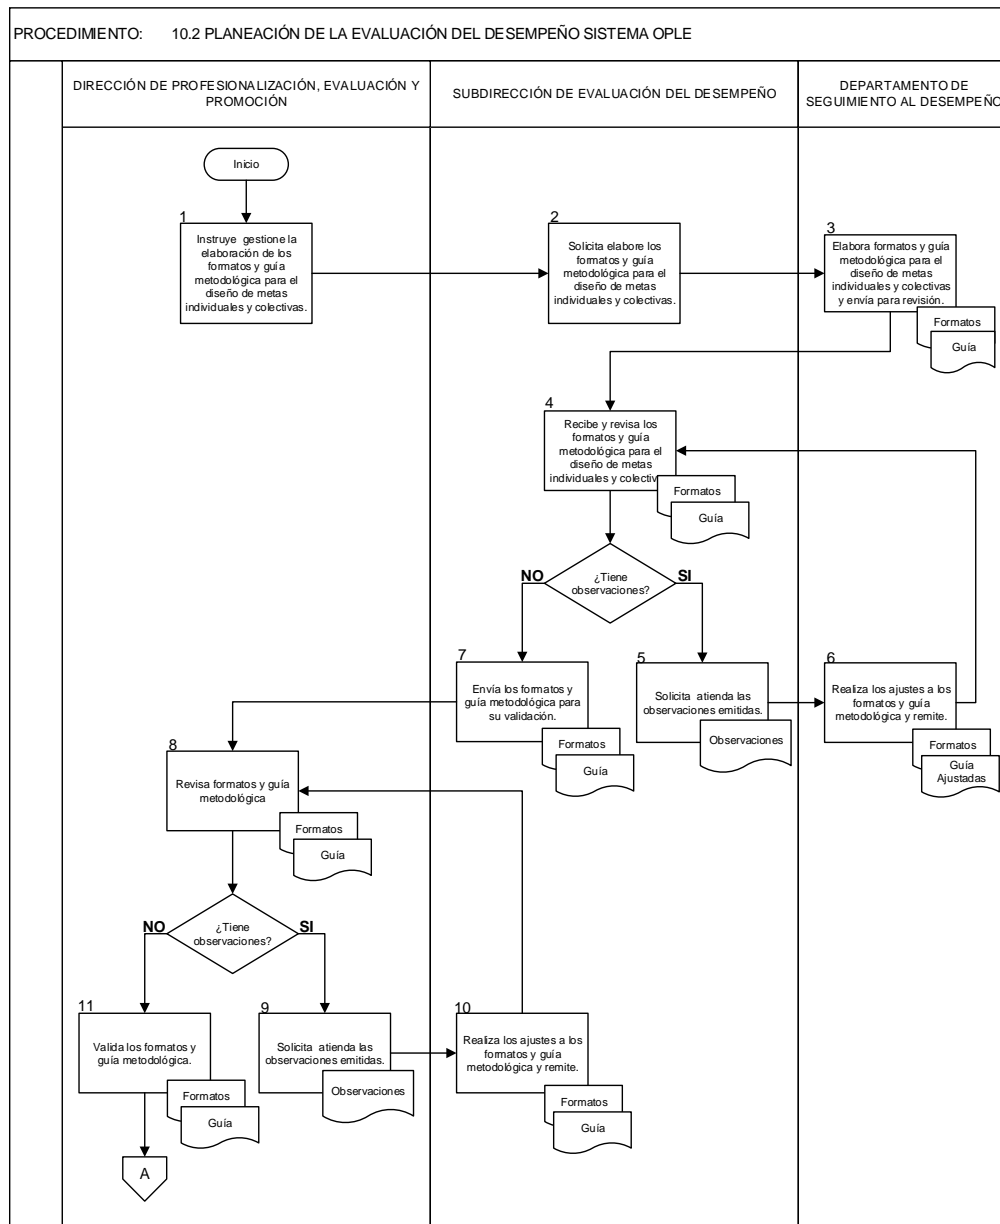 PROCEDIMIENTO: 10.2 PLANEACIÓN DE LA EVALUACIÓN DEL DESEMPEÑO SISTEMA OPLE
DIRECCIÓN DE PROFESIONALIZACIÓN, EVALUACIÓN Y
PROMOCIÓN
SUBDIRECCIÓN DE EVALUACIÓN DEL DESEMPEÑO
DEPARTAMENTO DE
SEGUIMIENTO AL DESEMPEÑO
Inicio
1
Instruye gestione la
elaboración de los
formatos y guía
metodológica para el
diseño de metas
individuales y colectivas.
2
Solicita elabore los
formatos y guía
metodológica para el
diseño de metas
individuales y colectivas.
3
Elabora formatos y guía
metodológica para el
diseño de metas
individuales y colectivas
y envía para revisión.
Formatos
Guía
4
Recibe y revisa los
formatos y guía
metodológica para el
diseño de metas
individuales y colectiv
Formatos
Guía
¿Tiene
observaciones?
NO
SI
7
Envía los formatos y
guía metodológica para
su validación.
Formatos
Guía
5
Solicita atienda las
observaciones emitidas.
Observaciones
6
Realiza los ajustes a los
formatos y guía
metodológica y remite.
Formatos
Guía
Ajustadas
8
Revisa formatos y guía
metodológica
Formatos
Guía
¿Tiene
observaciones?
NO
SI
11
Valida los formatos y
guía metodológica.
Formatos
Guía
9
Solicita atienda las
observaciones emitidas.
Observaciones
10
Realiza los ajustes a los
formatos y guía
metodológica y remite.
Formatos
Guía
A